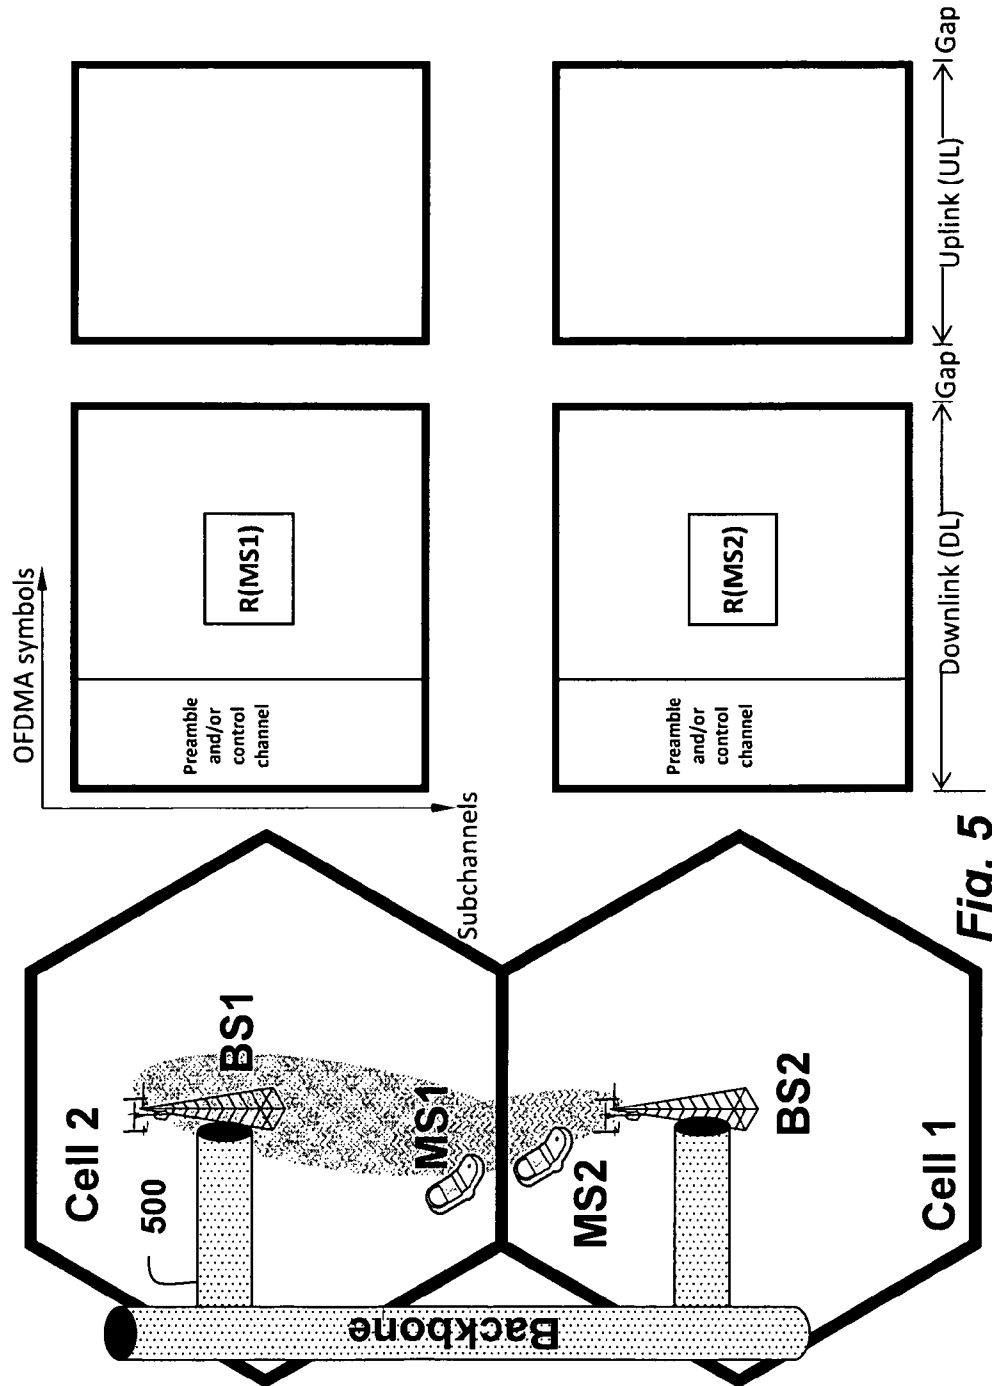 OFDMA symbols
Subchannels
Preamble
and/or
control
channel
R(MS1)
Preamble
and/or
control
channel
R(MS2)
Downlink (DL)
Gap
Uplink (UL)
Gap
Cell 2
500
BS1
MS1
MS2
BS2
Cell 1
Backbone
Fig. 5